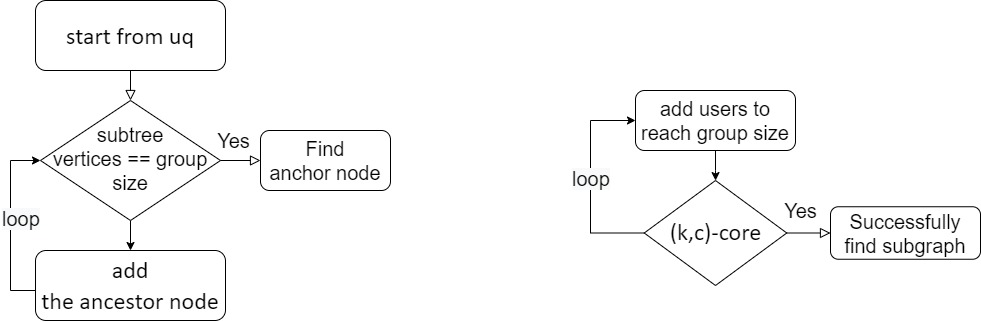 start from uq
subtree
vertices == group
size
Yes
Find
anchor node
loop
add
the ancestor node
add users to
reach group size
loop
(k,c)-core
Yes
Successfully
find subgraph